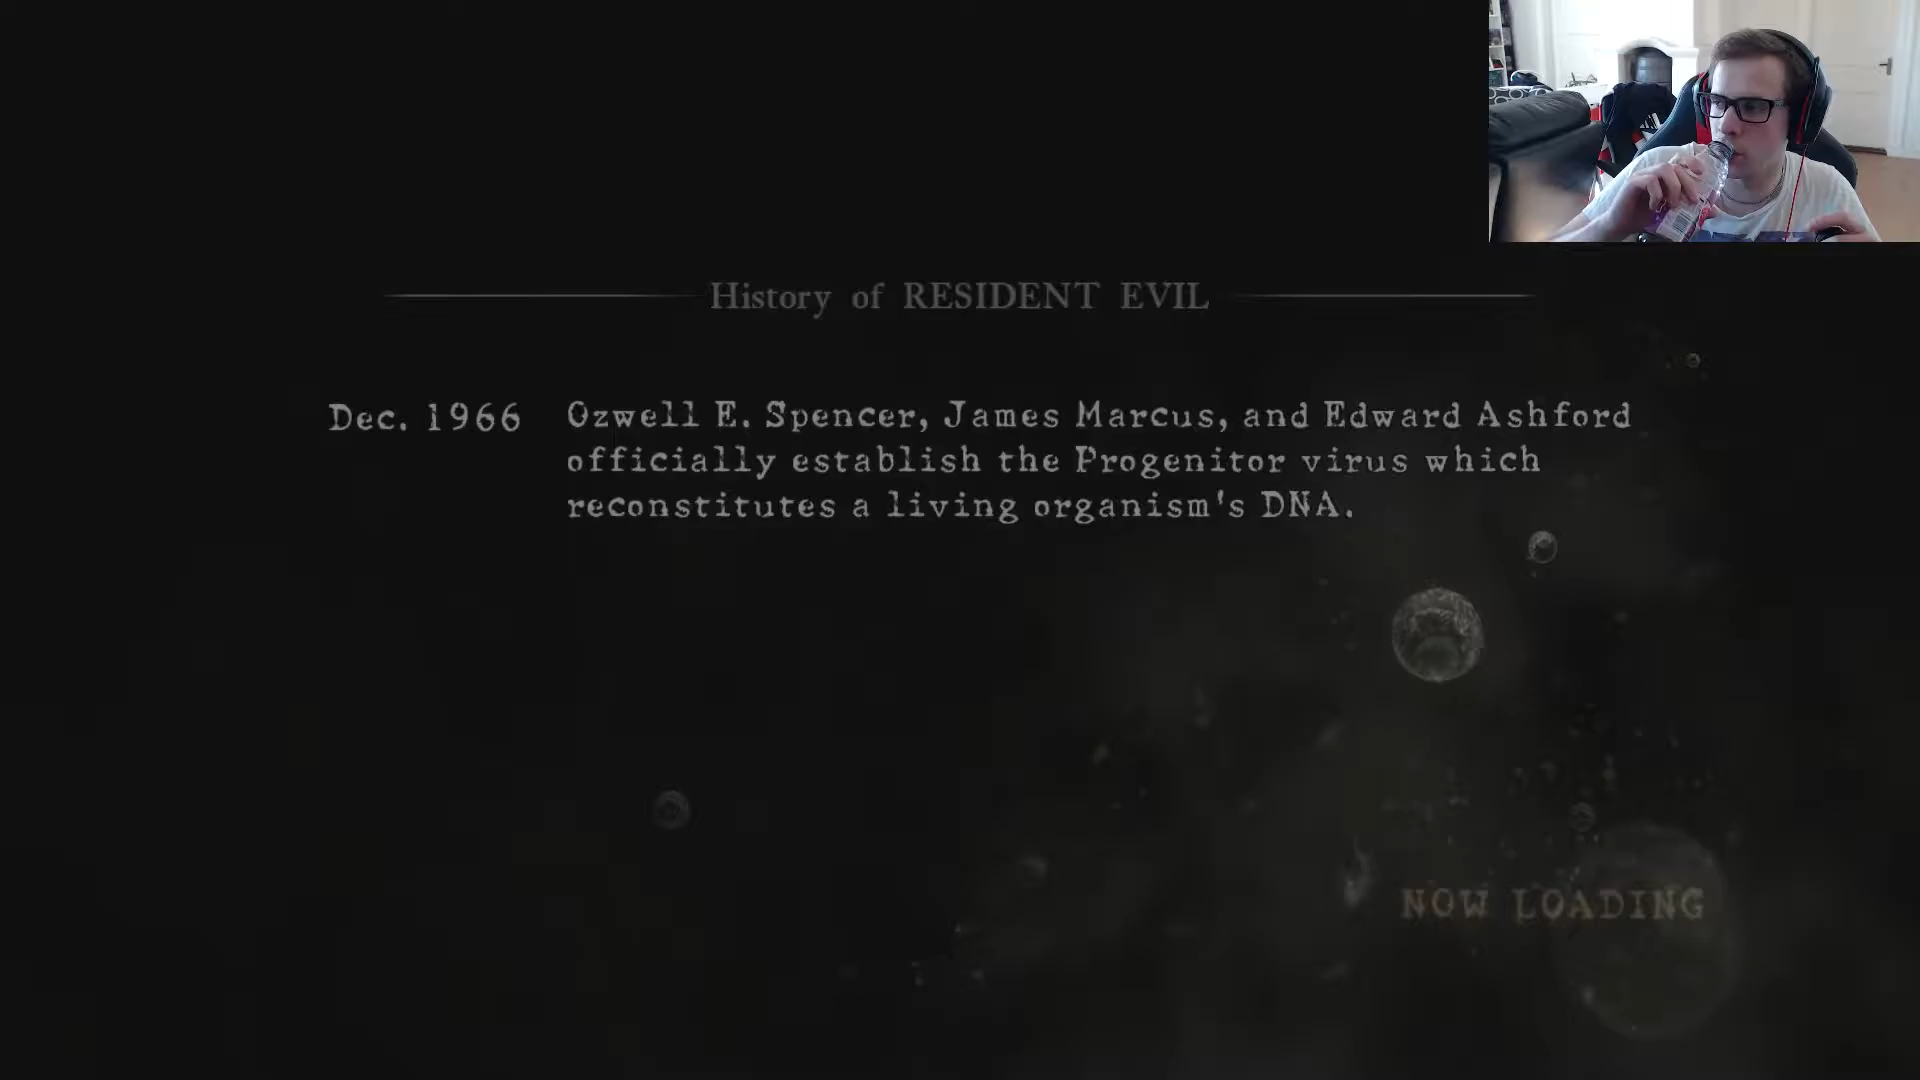 History of RESIDENT EVIL
Dec. 1966 Ozwell E. Spencer, James Marcus, and Edward Ashford
officially establish the Progenitor virus which
reconstitutes a living organism's DNA.
NOW LOADING